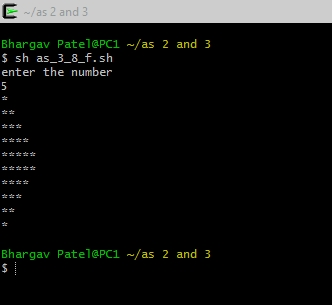 ~/as 2 and 3
Bhargav Patel@PC1 ~/as 2 and 3
$ sh as_3_8_f.sh
enter the number
5
*
**
***
****
*****
*****
****
***
**
*
Bhargav Patel@PC1 ~/as 2 and 3
$